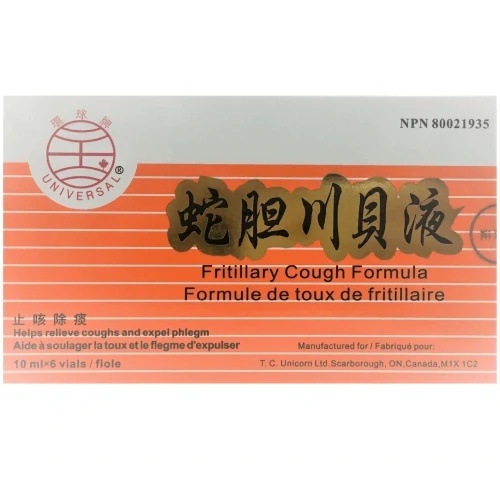 環球牌
UNIVERSAL®
NPN 80021935
蛇胆川貝液
Fritillary Cough Formula
Formule de toux de fritillaire
止咳除痰
Helps relieve coughs and expel phlegm
Aide à soulager la toux et le flegme d'expulser
10 ml×6 vials / fiole
Manufactured for / Fabriqué pour:
T. C. Unicorn Ltd. Scarborough, ON,Canada,M1X 1C2